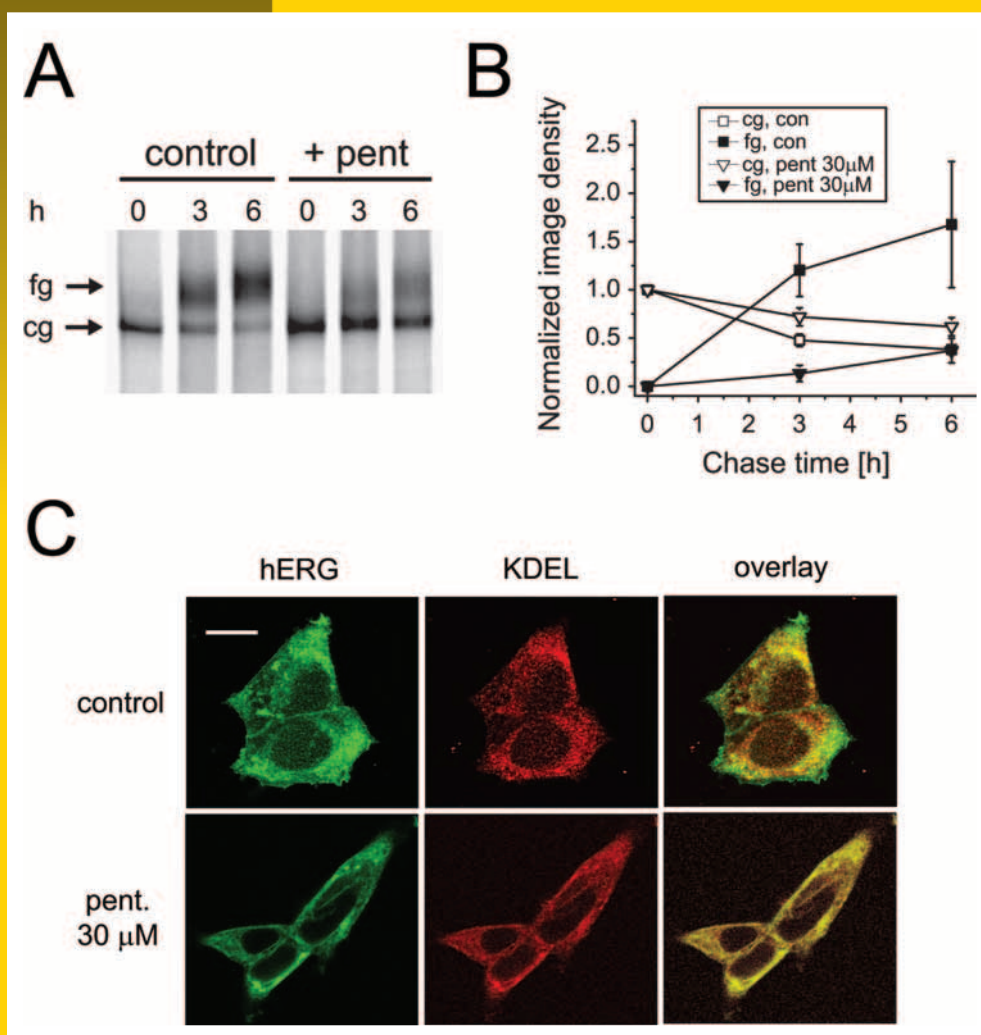 A
control + pent
h 0 3 6 0 3 6
fg
cg
B
Normalized image density
2.5
2.0
1.5
1.0
0.5
0.0
cg, con
fg, con
cg, pent 30µM
fg, pent 30µM
0 1 2 3 4 5 6
Chase time [h]
C
hERG KDEL overlay
control
pent.
30 µM